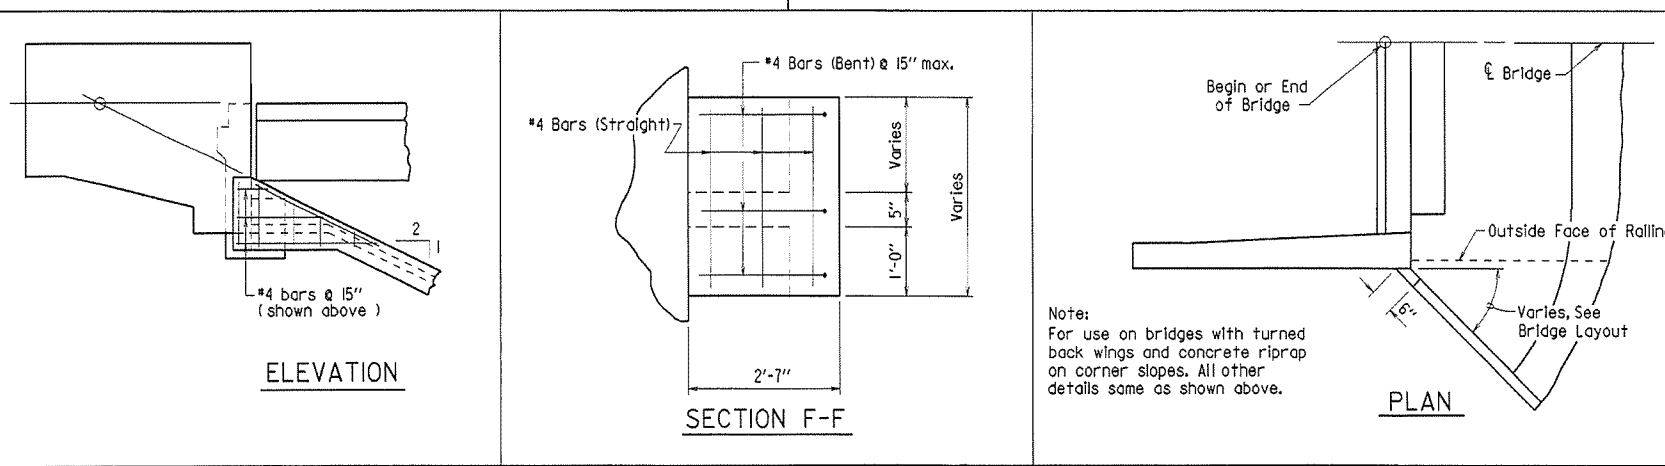 2
1
#4 bars @ 15"
(shown above )
ELEVATION
#4 Bars (Bent) @ 15" max.
#4 Bars (Straight)
Varies
5"
1'-0"
Varies
2'-7"
SECTION F-F
Begin or End
of Bridge
℄ Bridge
Outside Face of Railin
6"
Varies, See
Bridge Layout
Note:
For use on bridges with turned
back wings and concrete riprap
on corner slopes. All other
details same as shown above.
PLAN